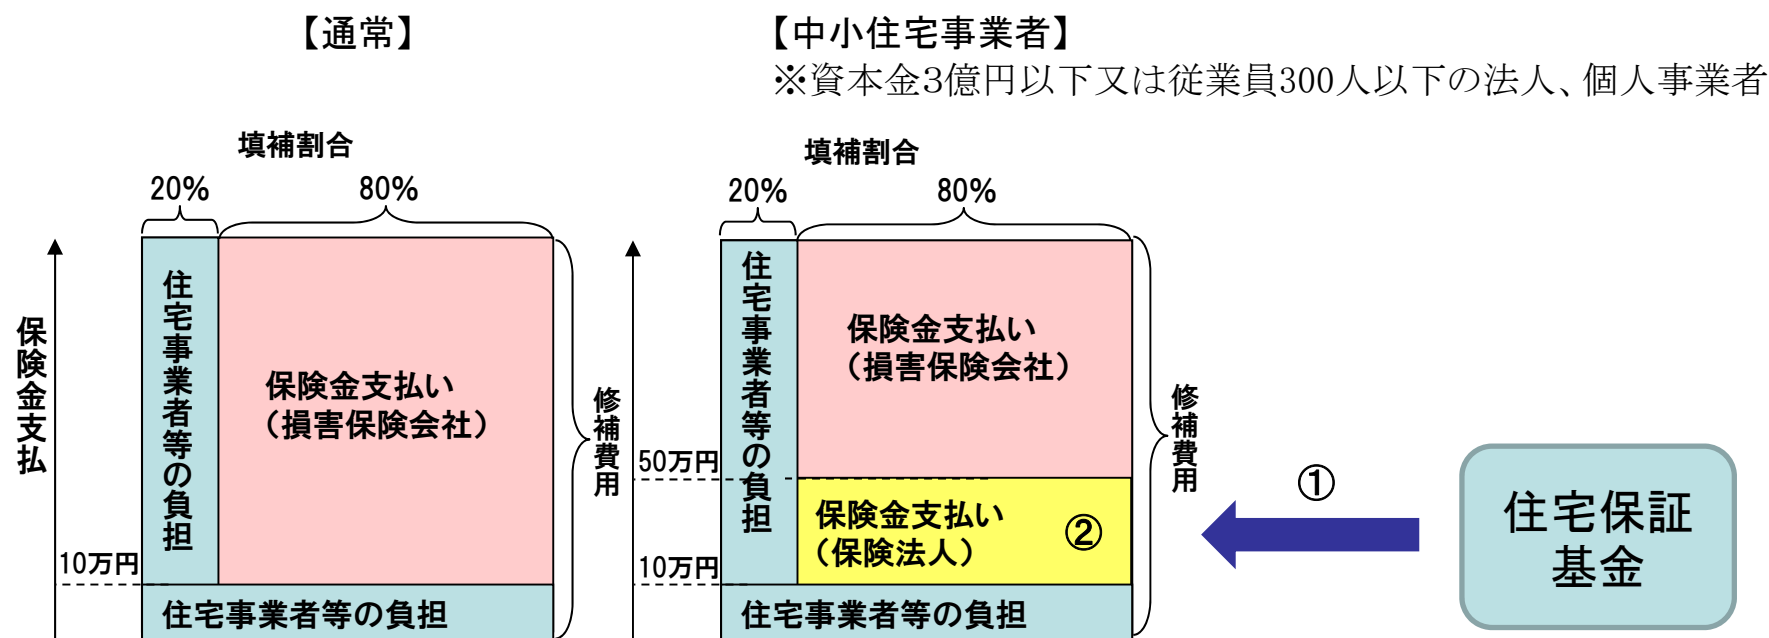 【通常】
填補割合
20%
80%
保険金支払
住宅事業者等の負担
保険金支払い
（損害保険会社）
修補費用
10万円
住宅事業者等の負担
【中小住宅事業者】
※資本金3億円以下又は従業員300人以下の法人、個人事業者
填補割合
20%
80%
住宅事業者等の負担
保険金支払い
（損害保険会社）
修補費用
50万円
保険金支払い
（保険法人）
②
10万円
住宅事業者等の負担
①
住宅保証
基金